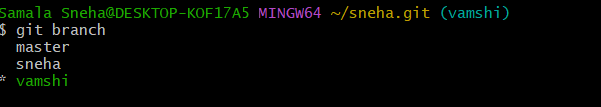 Samala Sneha@DESKTOP-KOF17A5 MINGW64 ~/sneha.git (vamshi)
$ git branch
  master
  sneha
* vamshi